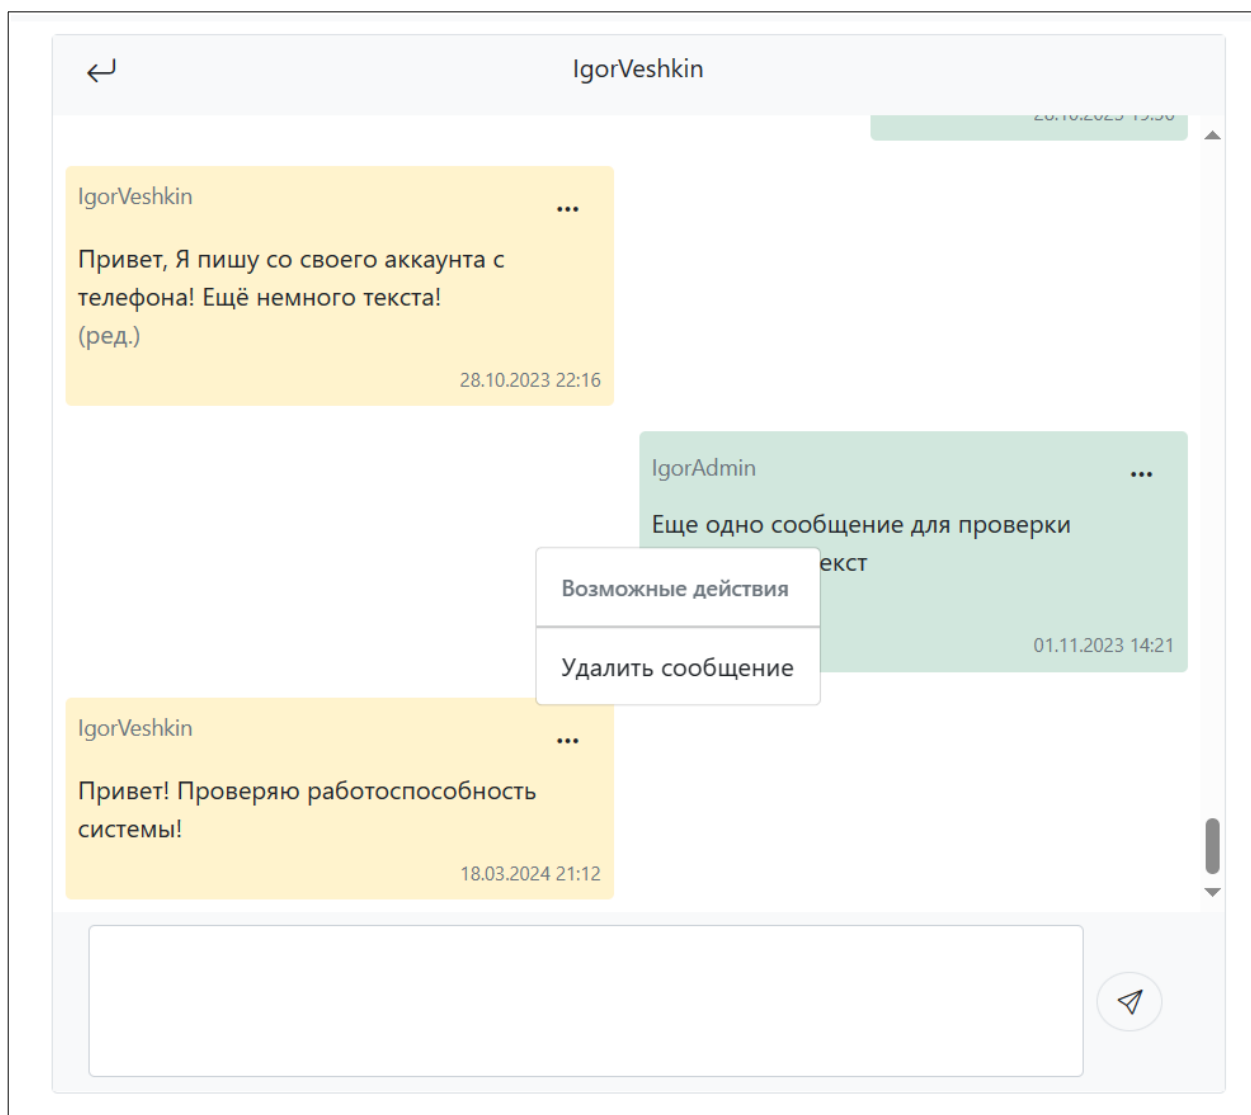 IgorVeshkin
IgorVeshkin
...
Привет, Я пишу со своего аккаунта с
телефона! Ещё немного текста!
(ред.)
28.10.2023 22:16
IgorAdmin
...
Еще одно сообщение для проверки
Возможные действия
Удалить сообщение
01.11.2023 14:21
IgorVeshkin
...
Привет! Проверяю работоспособность
системы!
18.03.2024 21:12